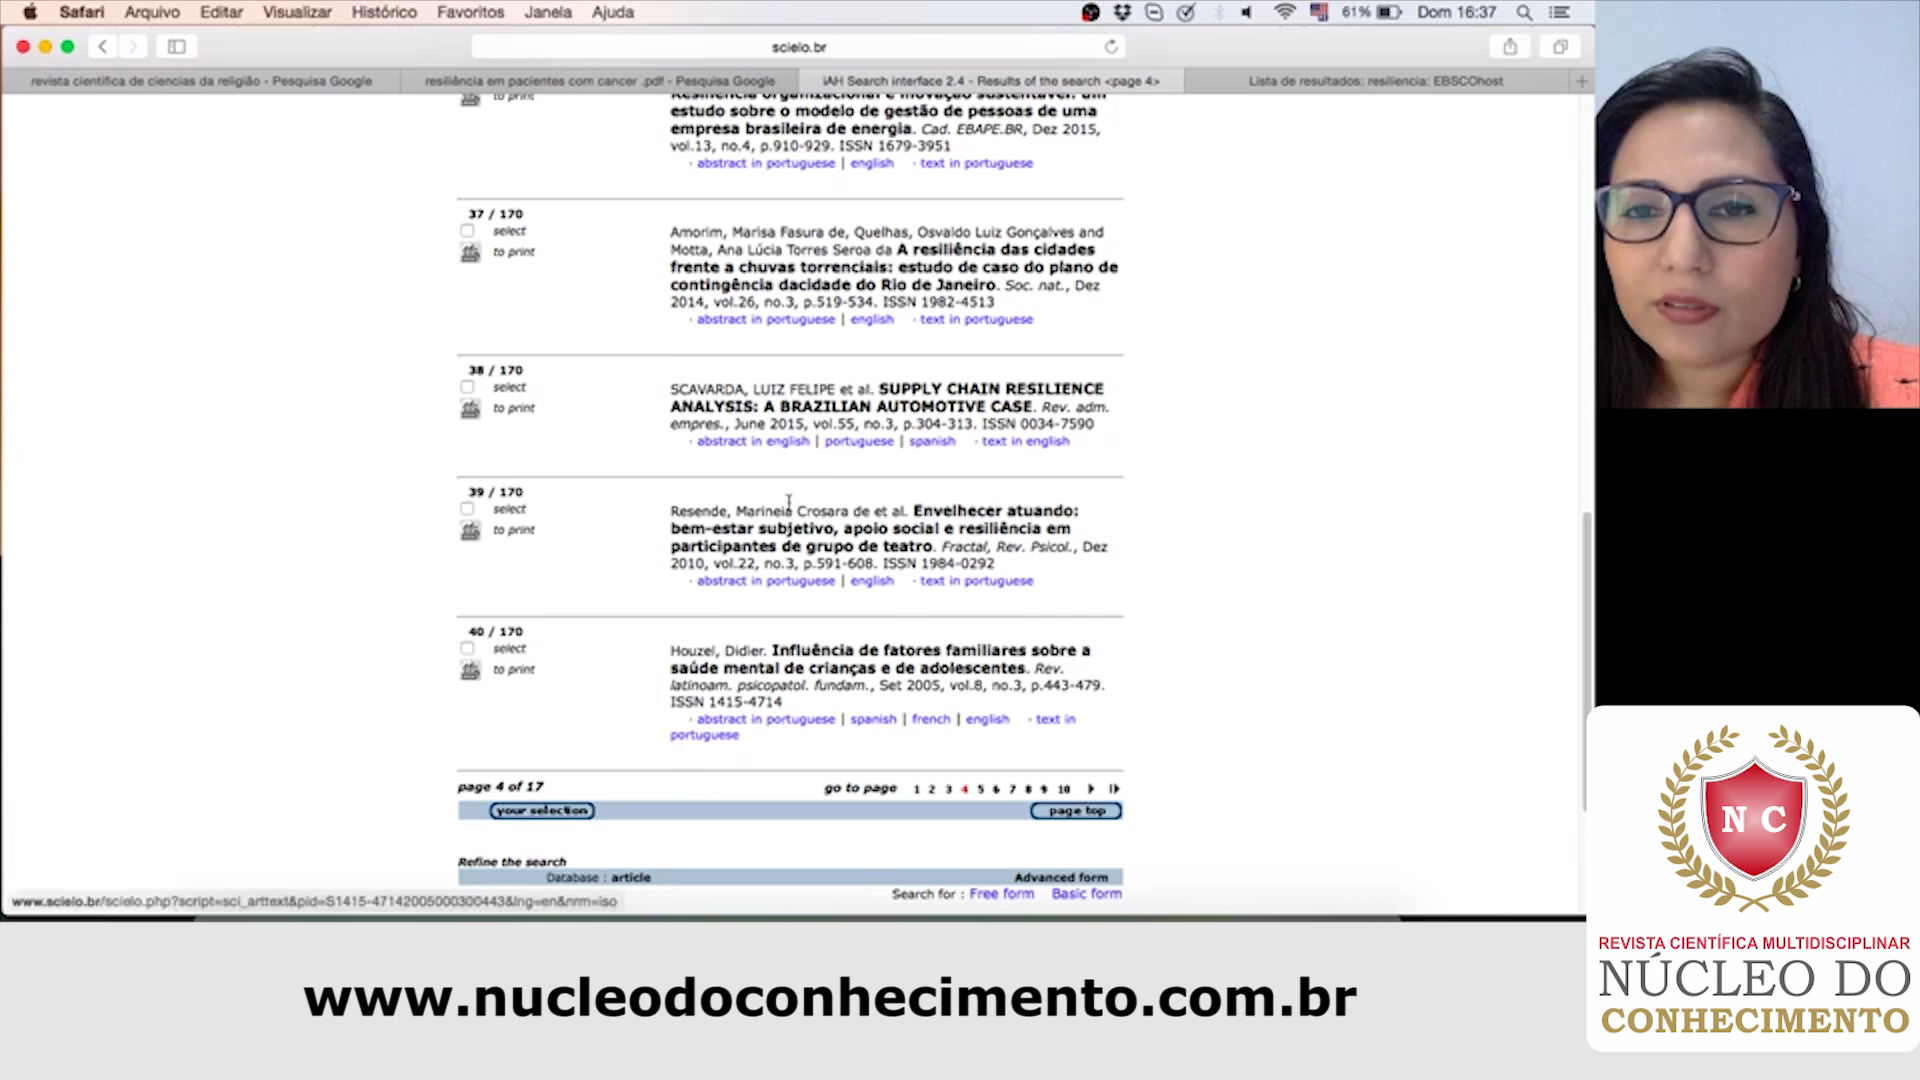 Safari Arquivo Editar Visualizar Histórico Favoritos Janela Ajuda 61% Dom 16:37
scielo.br
revista cientifica de ciencias da religião - Pesquisa Google
resiliência em pacientes com cancer .pdf - Pesquisa Google
iAH Search interface 2.4 - Results of the search <page 4>
Lista de resultados: resiliencia: EBSCOhost
to print
Resiliência organizacional e inovação sustentável: um
estudo sobre o modelo de gestão de pessoas de uma
empresa brasileira de energia. Cad. EBAPE.BR, Dez 2015,
vol.13, no.4, p.910-929. ISSN 1679-3951
· abstract in portuguese | english · text in portuguese
37 / 170
select
to print
Amorim, Marisa Fasura de, Quelhas, Osvaldo Luiz Gonçalves and
Motta, Ana Lúcia Torres Seroa da A resiliência das cidades
frente a chuvas torrenciais: estudo de caso do plano de
contingência dacidade do Rio de Janeiro. Soc. nat., Dez
2014, vol.26, no.3, p.519-534. ISSN 1982-4513
· abstract in portuguese | english · text in portuguese
38 / 170
select
to print
SCAVARDA, LUIZ FELIPE et al. SUPPLY CHAIN RESILIENCE
ANALYSIS: A BRAZILIAN AUTOMOTIVE CASE. Rev. adm.
empres., June 2015, vol.55, no.3, p.304-313. ISSN 0034-7590
· abstract in english | portuguese | spanish · text in english
39 / 170
select
to print
Resende, Marineia Crosara de et al. Envelhecer atuando:
bem-estar subjetivo, apoio social e resiliência em
participantes de grupo de teatro. Fractal, Rev. Psicol., Dez
2010, vol.22, no.3, p.591-608. ISSN 1984-0292
· abstract in portuguese | english · text in portuguese
40 / 170
select
to print
Houzel, Didier. Influência de fatores familiares sobre a
saúde mental de crianças e de adolescentes. Rev.
latinoam. psicopatol. fundam., Set 2005, vol.8, no.3, p.443-479.
ISSN 1415-4714
· abstract in portuguese | spanish | french | english · text in
portuguese
page 4 of 17 go to page 1 2 3 4 5 6 7 8 9 10
your selection page top
Refine the search
Database : article Advanced form
Search for : Free form Basic form
www.scielo.br/scielo.php?script=sci_arttext&pid=S1415-47142005000300443&lng=en&nrm=iso
www.nucleodoconhecimento.com.br
N C
REVISTA CIENTÍFICA MULTIDISCIPLINAR
NÚCLEO DO
CONHECIMENTO